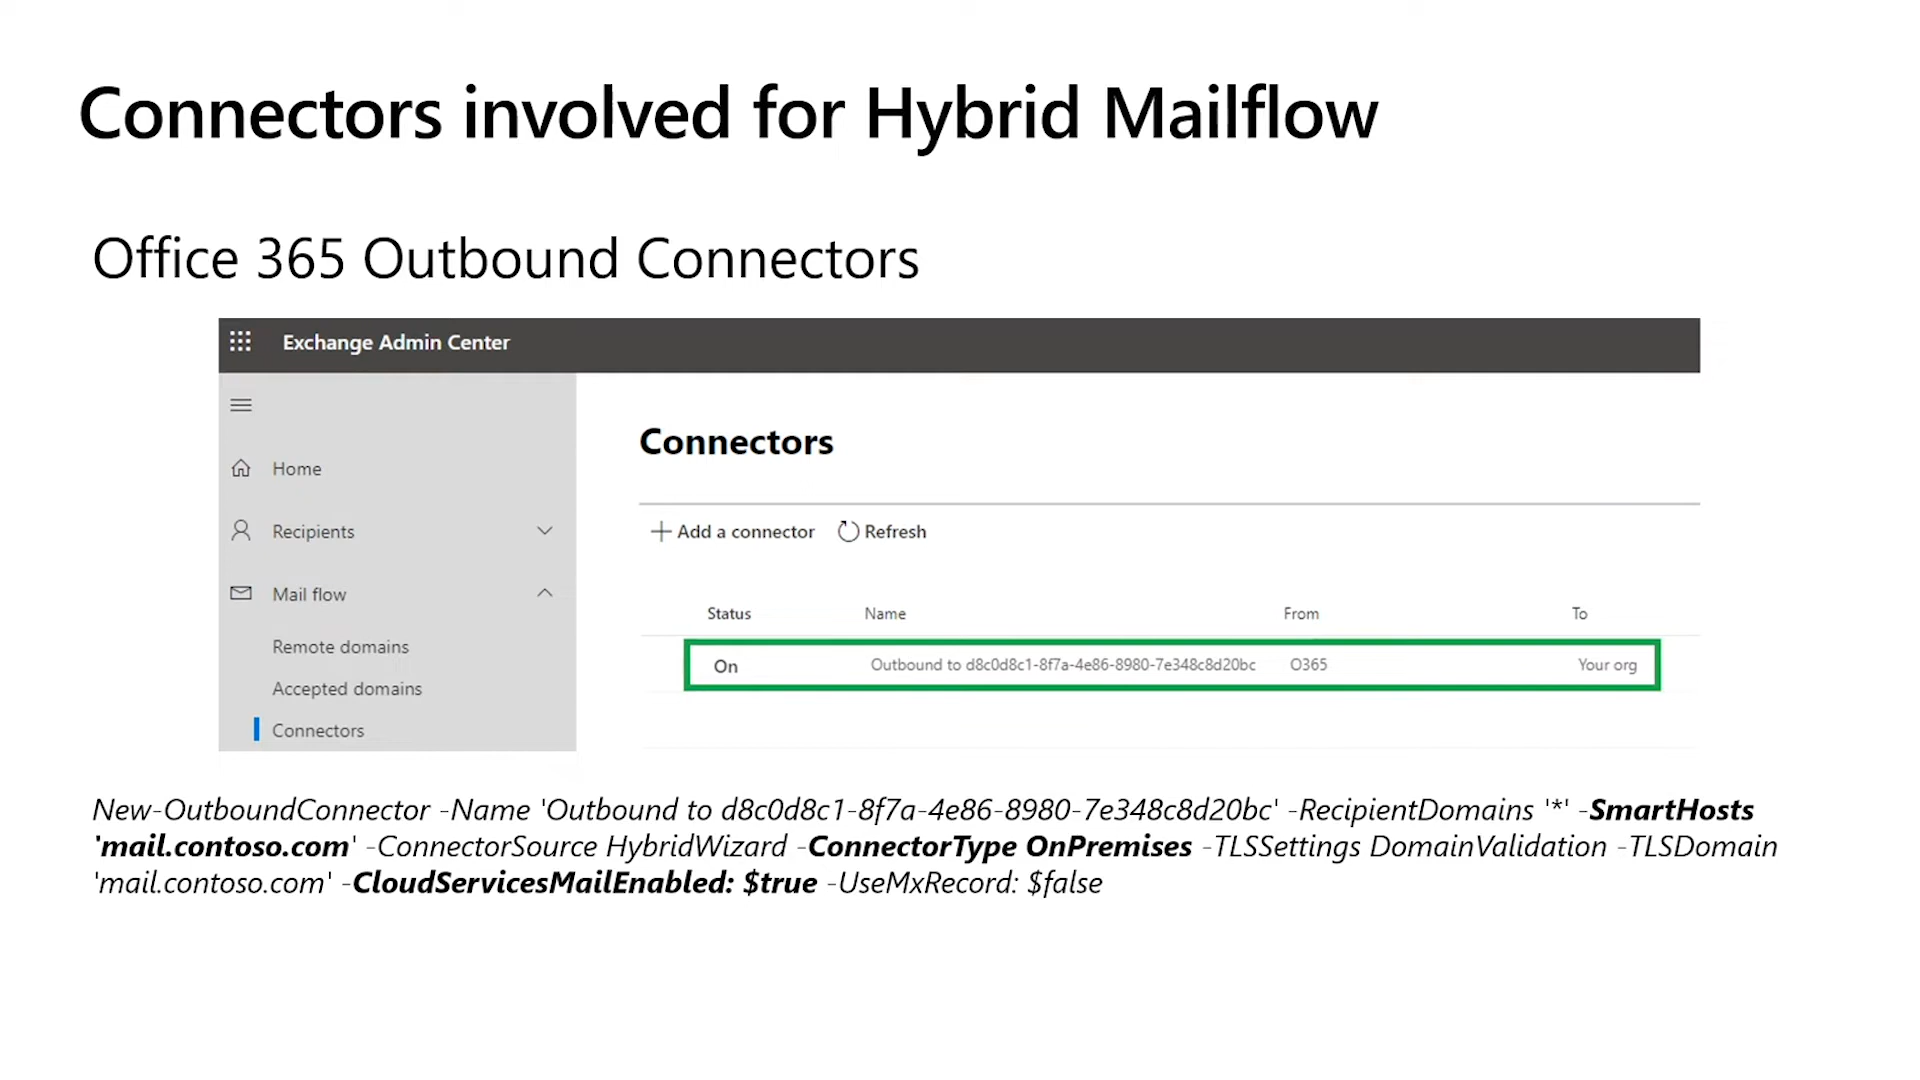 Connectors involved for Hybrid Mailflow
Office 365 Outbound Connectors
Exchange Admin Center
Home
Recipients
Mail flow
Remote domains
Accepted domains
Connectors
Connectors
Add a connector Refresh
Status Name From To
On Outbound to d8c0d8c1-8f7a-4e86-8980-7e348c8d20bc O365 Your org
New-OutboundConnector -Name 'Outbound to d8c0d8c1-8f7a-4e86-8980-7e348c8d20bc' -RecipientDomains '*' -SmartHosts
'mail.contoso.com' -ConnectorSource HybridWizard -ConnectorType OnPremises -TLSSettings DomainValidation -TLSDomain
'mail.contoso.com' -CloudServicesMailEnabled: $true -UseMxRecord: $false